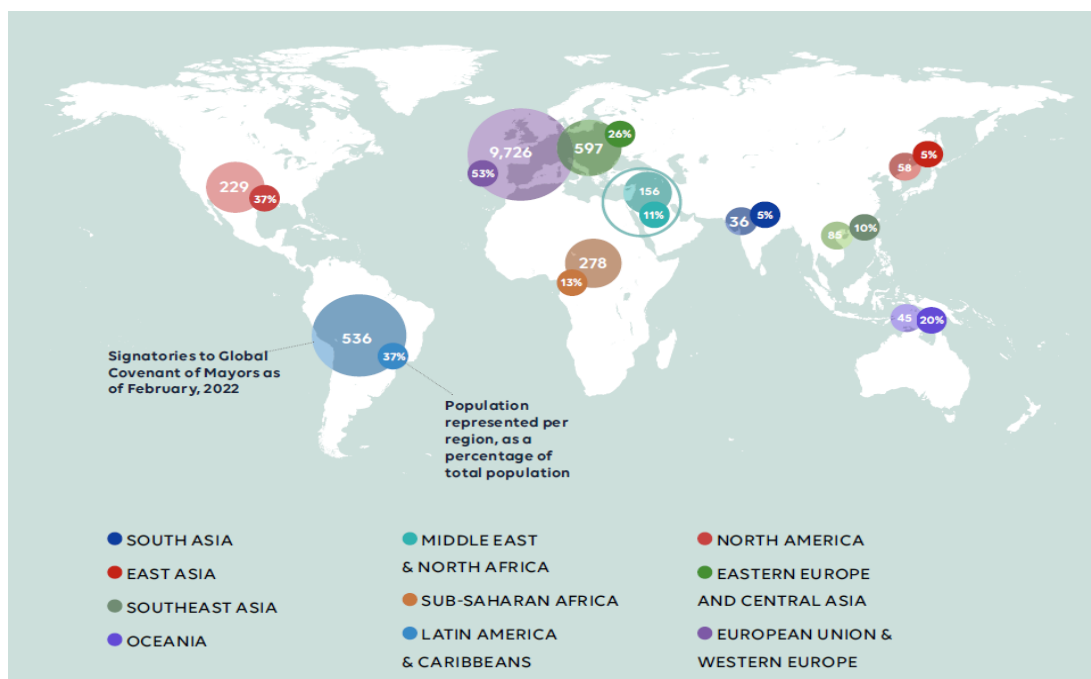 26%
9,726
597
53%
5%
58
229
37%
156
11%
36
5%
85
10%
278
13%
45
20%
536
37%
Signatories to Global
Covenant of Mayors as
of February, 2022
Population
represented per
region, as a
percentage of
total population
SOUTH ASIA
EAST ASIA
SOUTHEAST ASIA
OCEANIA
MIDDLE EAST
& NORTH AFRICA
SUB-SAHARAN AFRICA
LATIN AMERICA
& CARIBBEANS
NORTH AMERICA
EASTERN EUROPE
AND CENTRAL ASIA
EUROPEAN UNION &
WESTERN EUROPE